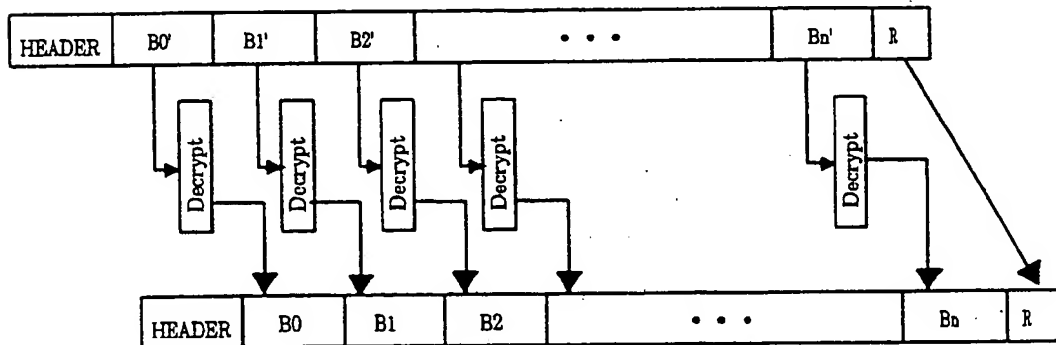 HEADER B0' B1' B2' • • • Bn' R
Decrypt Decrypt Decrypt Decrypt Decrypt
HEADER B0 B1 B2 • • • Bn R